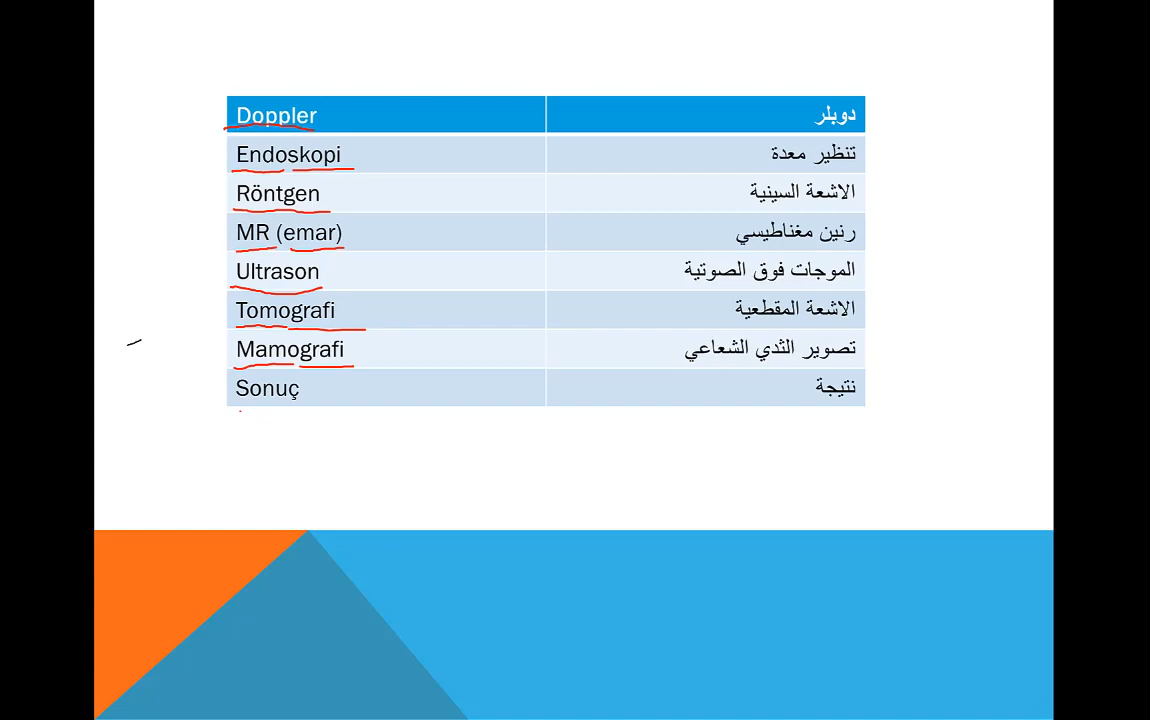 Doppler دوبلر
Endoskopi تنظير معدة
Röntgen الاشعة السينية
MR (emar) رنين مغناطيسي
Ultrason الموجات فوق الصوتية
Tomografi الاشعة المقطعية
Mamografi تصوير الثدي الشعاعي
Sonuç نتيجة